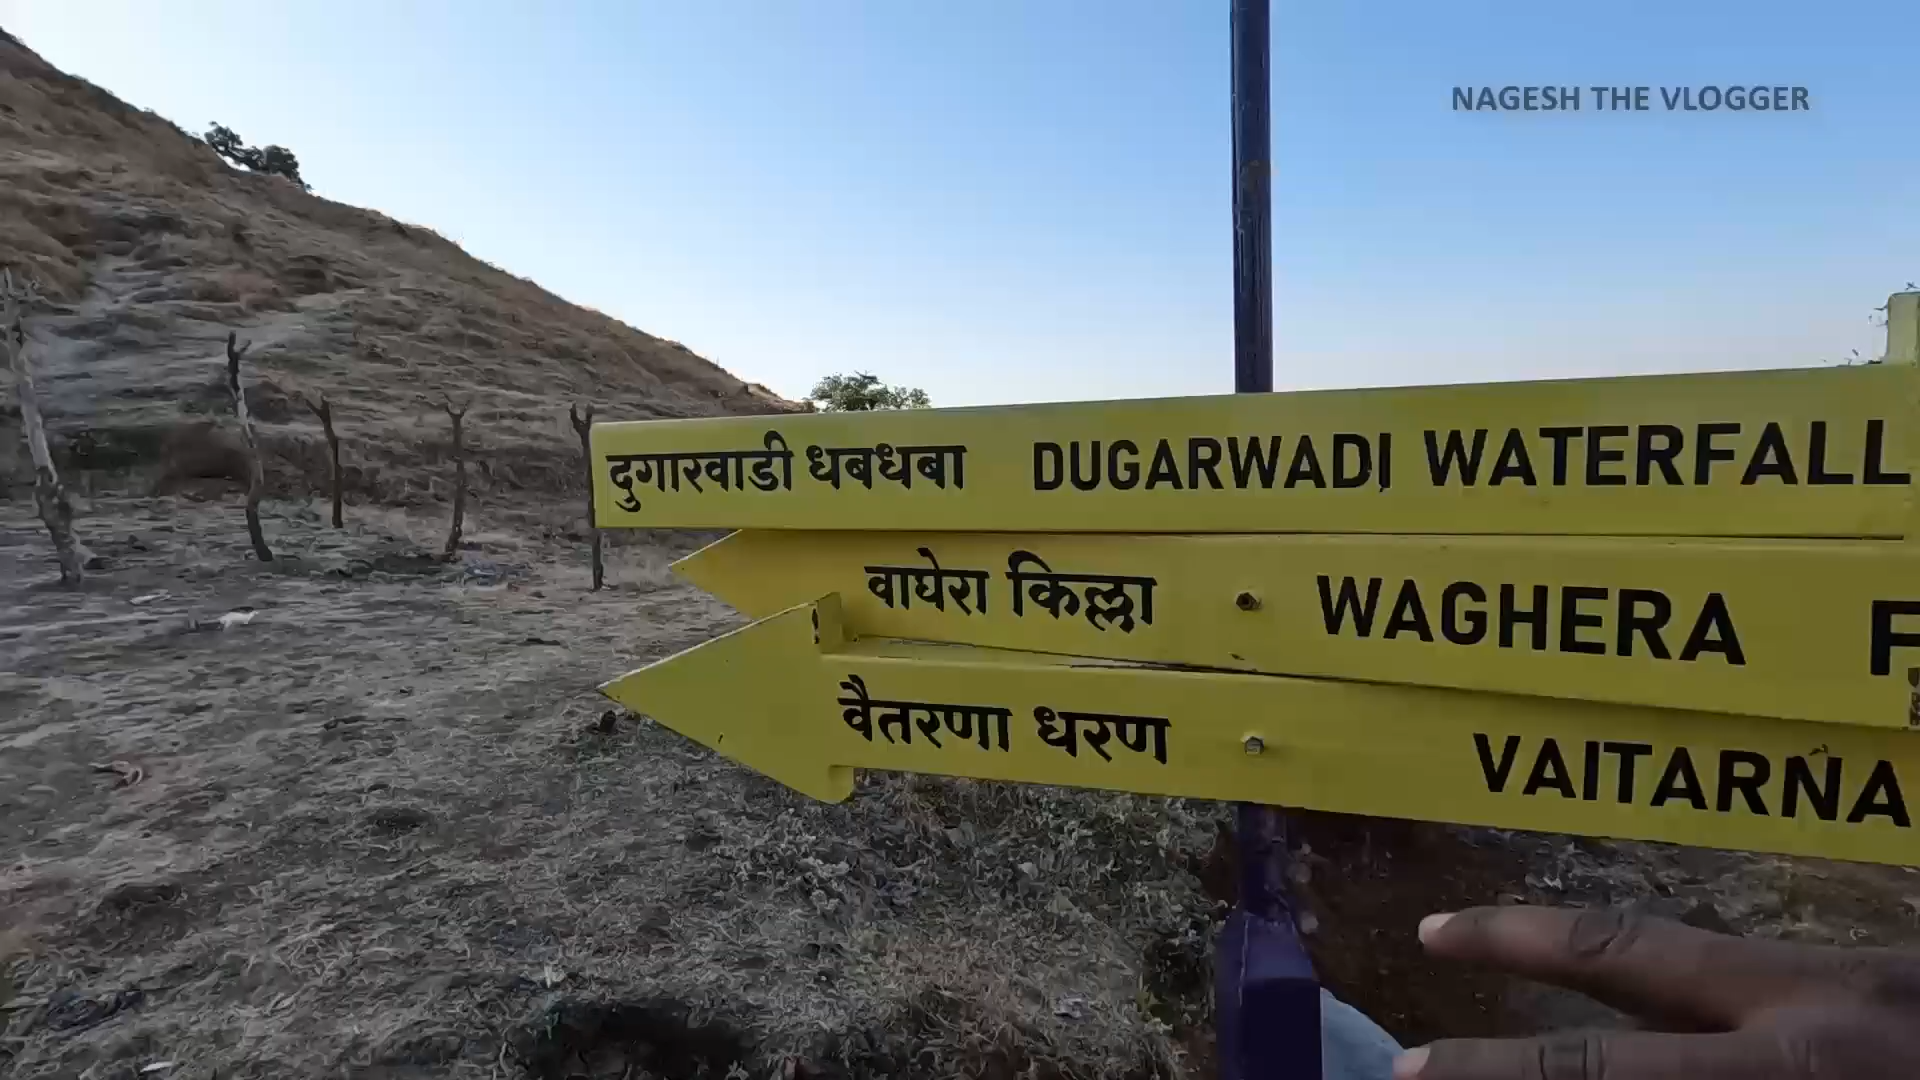 NAGESH THE VLOGGER
दुगारवाडी धबधबा DUGARWADI WATERFALL
वाघेरा किल्ला WAGHERA
वैतरणा धरण VAITARNA